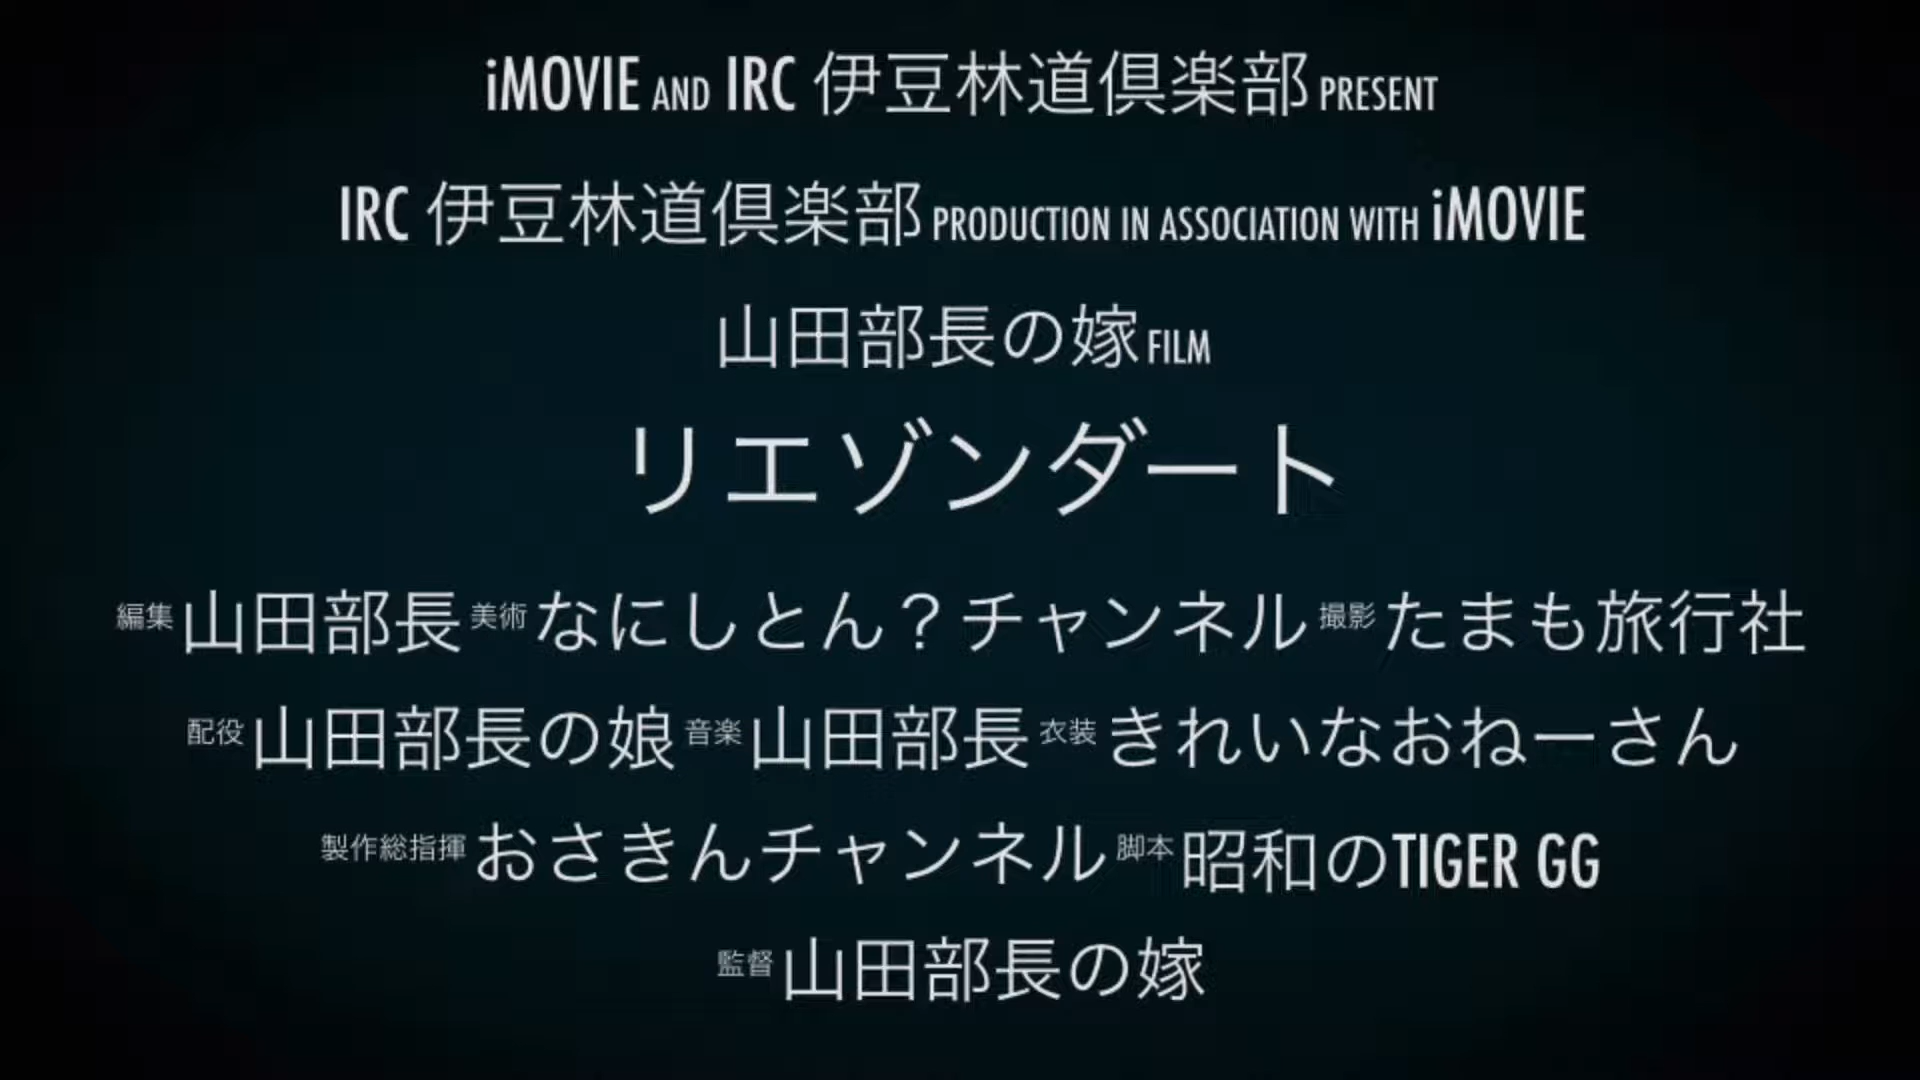 iMOVIE AND IRC 伊豆林道倶楽部 PRESENT
IRC 伊豆林道倶楽部 PRODUCTION IN ASSOCIATION WITH iMOVIE
山田部長の嫁 FILM
リエゾンダート
編集 山田部長 美術 なにしとん？チャンネル 撮影 たまも旅行社
配役 山田部長の娘 音楽 山田部長 衣装 きれいなおねーさん
製作総指揮 おさきんチャンネル 脚本 昭和のTIGER GG
監督 山田部長の嫁